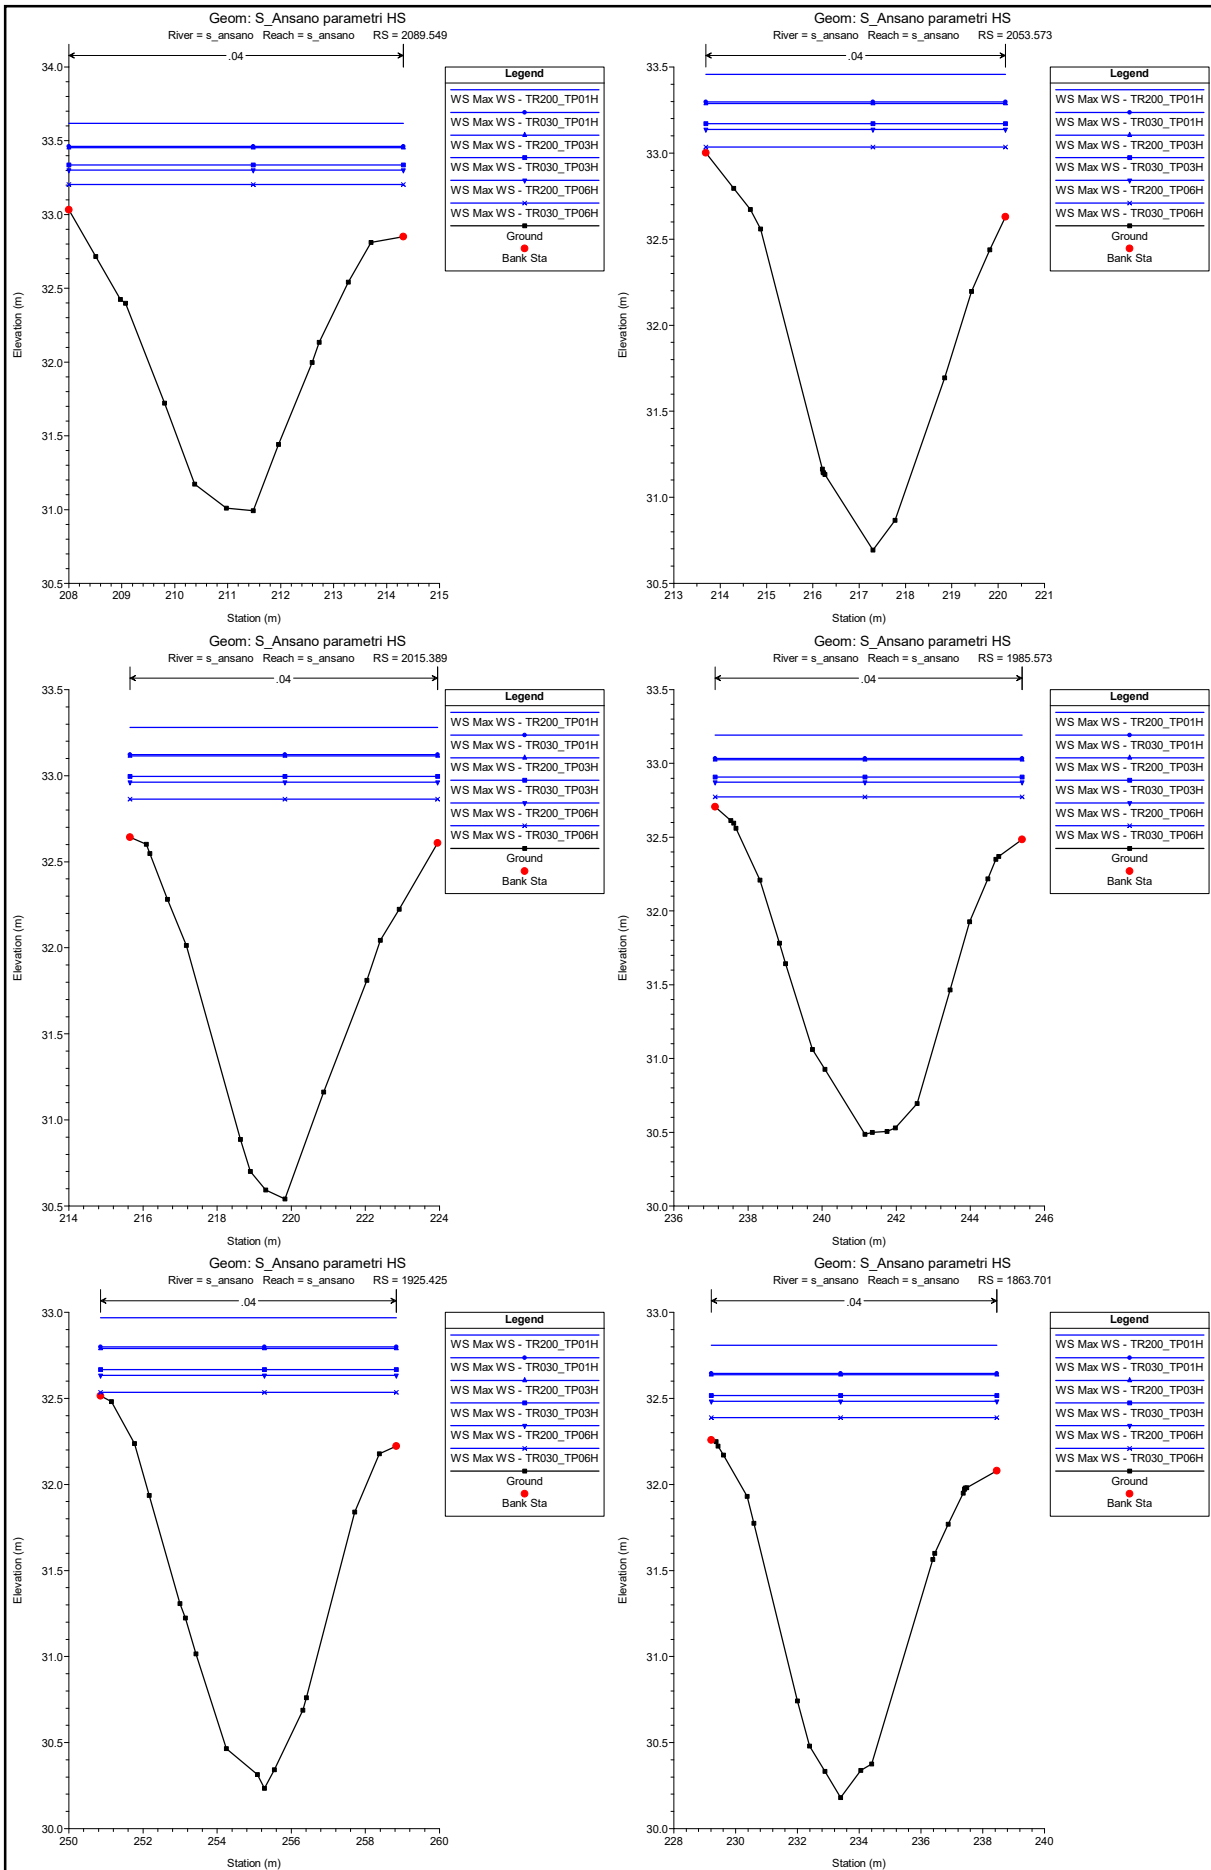 Geom: S_Ansano parametri HS
River = s_ansano Reach = s_ansano RS = 2089.549
.04
34.0
33.5
33.0
32.5
32.0
31.5
31.0
30.5
208 209 210 211 212 213 214 215
Station (m)
Elevation (m)
Legend
WS Max WS - TR200_TP01H
WS Max WS - TR030_TP01H
WS Max WS - TR200_TP03H
WS Max WS - TR030_TP03H
WS Max WS - TR200_TP06H
WS Max WS - TR030_TP06H
Ground
Bank Sta
Geom: S_Ansano parametri HS
River = s_ansano Reach = s_ansano RS = 2053.573
.04
33.5
33.0
32.5
32.0
31.5
31.0
30.5
213 214 215 216 217 218 219 220 221
Station (m)
Elevation (m)
Legend
WS Max WS - TR200_TP01H
WS Max WS - TR030_TP01H
WS Max WS - TR200_TP03H
WS Max WS - TR030_TP03H
WS Max WS - TR200_TP06H
WS Max WS - TR030_TP06H
Ground
Bank Sta
Geom: S_Ansano parametri HS
River = s_ansano Reach = s_ansano RS = 2015.389
.04
33.5
33.0
32.5
32.0
31.5
31.0
30.5
214 216 218 220 222 224
Station (m)
Elevation (m)
Legend
WS Max WS - TR200_TP01H
WS Max WS - TR030_TP01H
WS Max WS - TR200_TP03H
WS Max WS - TR030_TP03H
WS Max WS - TR200_TP06H
WS Max WS - TR030_TP06H
Ground
Bank Sta
Geom: S_Ansano parametri HS
River = s_ansano Reach = s_ansano RS = 1985.573
.04
33.5
33.0
32.5
32.0
31.5
31.0
30.5
30.0
236 238 240 242 244 246
Station (m)
Elevation (m)
Legend
WS Max WS - TR200_TP01H
WS Max WS - TR030_TP01H
WS Max WS - TR200_TP03H
WS Max WS - TR030_TP03H
WS Max WS - TR200_TP06H
WS Max WS - TR030_TP06H
Ground
Bank Sta
Geom: S_Ansano parametri HS
River = s_ansano Reach = s_ansano RS = 1925.425
.04
33.0
32.5
32.0
31.5
31.0
30.5
30.0
250 252 254 256 258 260
Station (m)
Elevation (m)
Legend
WS Max WS - TR200_TP01H
WS Max WS - TR030_TP01H
WS Max WS - TR200_TP03H
WS Max WS - TR030_TP03H
WS Max WS - TR200_TP06H
WS Max WS - TR030_TP06H
Ground
Bank Sta
Geom: S_Ansano parametri HS
River = s_ansano Reach = s_ansano RS = 1863.701
.04
33.0
32.5
32.0
31.5
31.0
30.5
30.0
228 230 232 234 236 238 240
Station (m)
Elevation (m)
Legend
WS Max WS - TR200_TP01H
WS Max WS - TR030_TP01H
WS Max WS - TR200_TP03H
WS Max WS - TR030_TP03H
WS Max WS - TR200_TP06H
WS Max WS - TR030_TP06H
Ground
Bank Sta